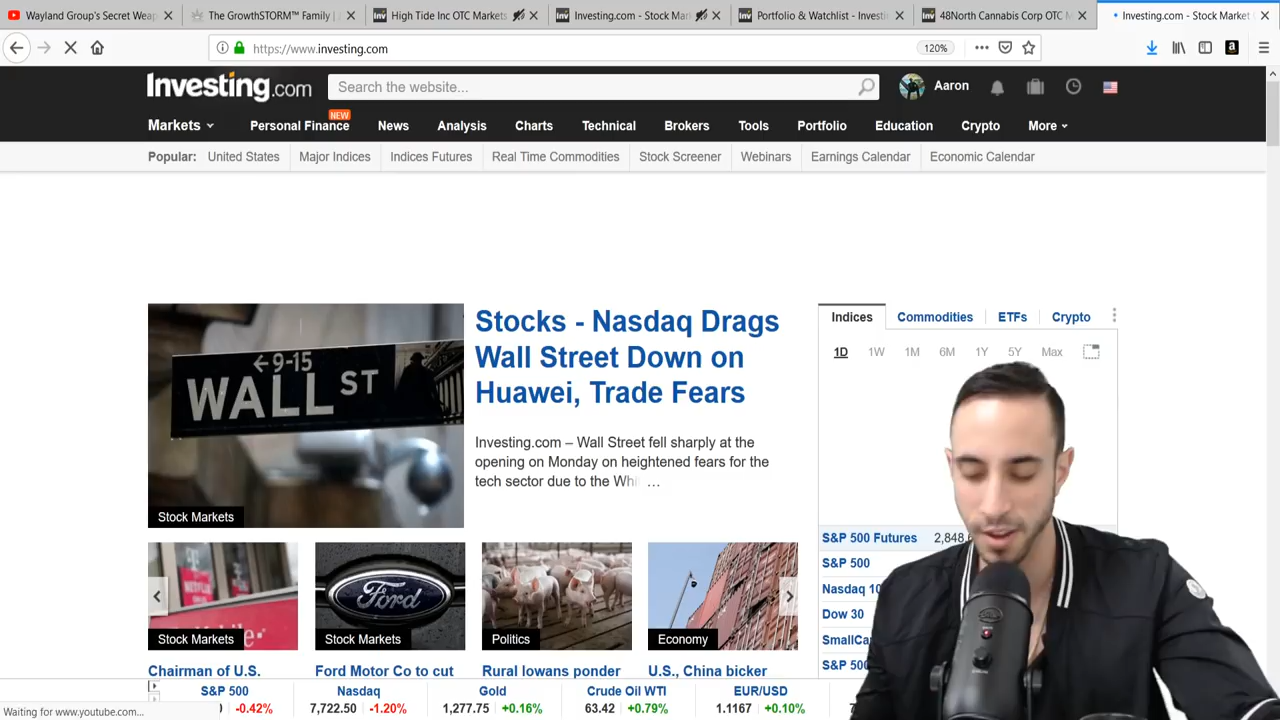 Wayland Group's Secret Weap
The GrowthSTORM™ Family |
High Tide Inc OTC Markets
Investing.com - Stock Mar
Portfolio & Watchlist - Investi
48North Cannabis Corp OTC M
Investing.com - Stock Market
https://www.investing.com
120%
Investing.com
Search the website...
Aaron
Markets
Personal Finance
NEW
News
Analysis
Charts
Technical
Brokers
Tools
Portfolio
Education
Crypto
More
Popular:
United States
Major Indices
Indices Futures
Real Time Commodities
Stock Screener
Webinars
Earnings Calendar
Economic Calendar
9-15
WALL ST
Stock Markets
Stocks - Nasdaq Drags
Wall Street Down on
Huawei, Trade Fears
Investing.com – Wall Street fell sharply at the
opening on Monday on heightened fears for the
tech sector due to the Whi ...
Indices
Commodities
ETFs
Crypto
1D
1W
1M
6M
1Y
5Y
Max
S&P 500 Futures
2,848.
S&P 500
Nasdaq 10
Dow 30
SmallCa
S&P 500
Stock Markets
Ford
Stock Markets
Politics
Economy
Chairman of U.S.
Ford Motor Co to cut
Rural Iowans ponder
U.S., China bicker
S&P 500
-0.42%
Nasdaq
7,722.50
-1.20%
Gold
1,277.75
+0.16%
Crude Oil WTI
63.42
+0.79%
EUR/USD
1.1167
+0.10%
Waiting for www.youtube.com...